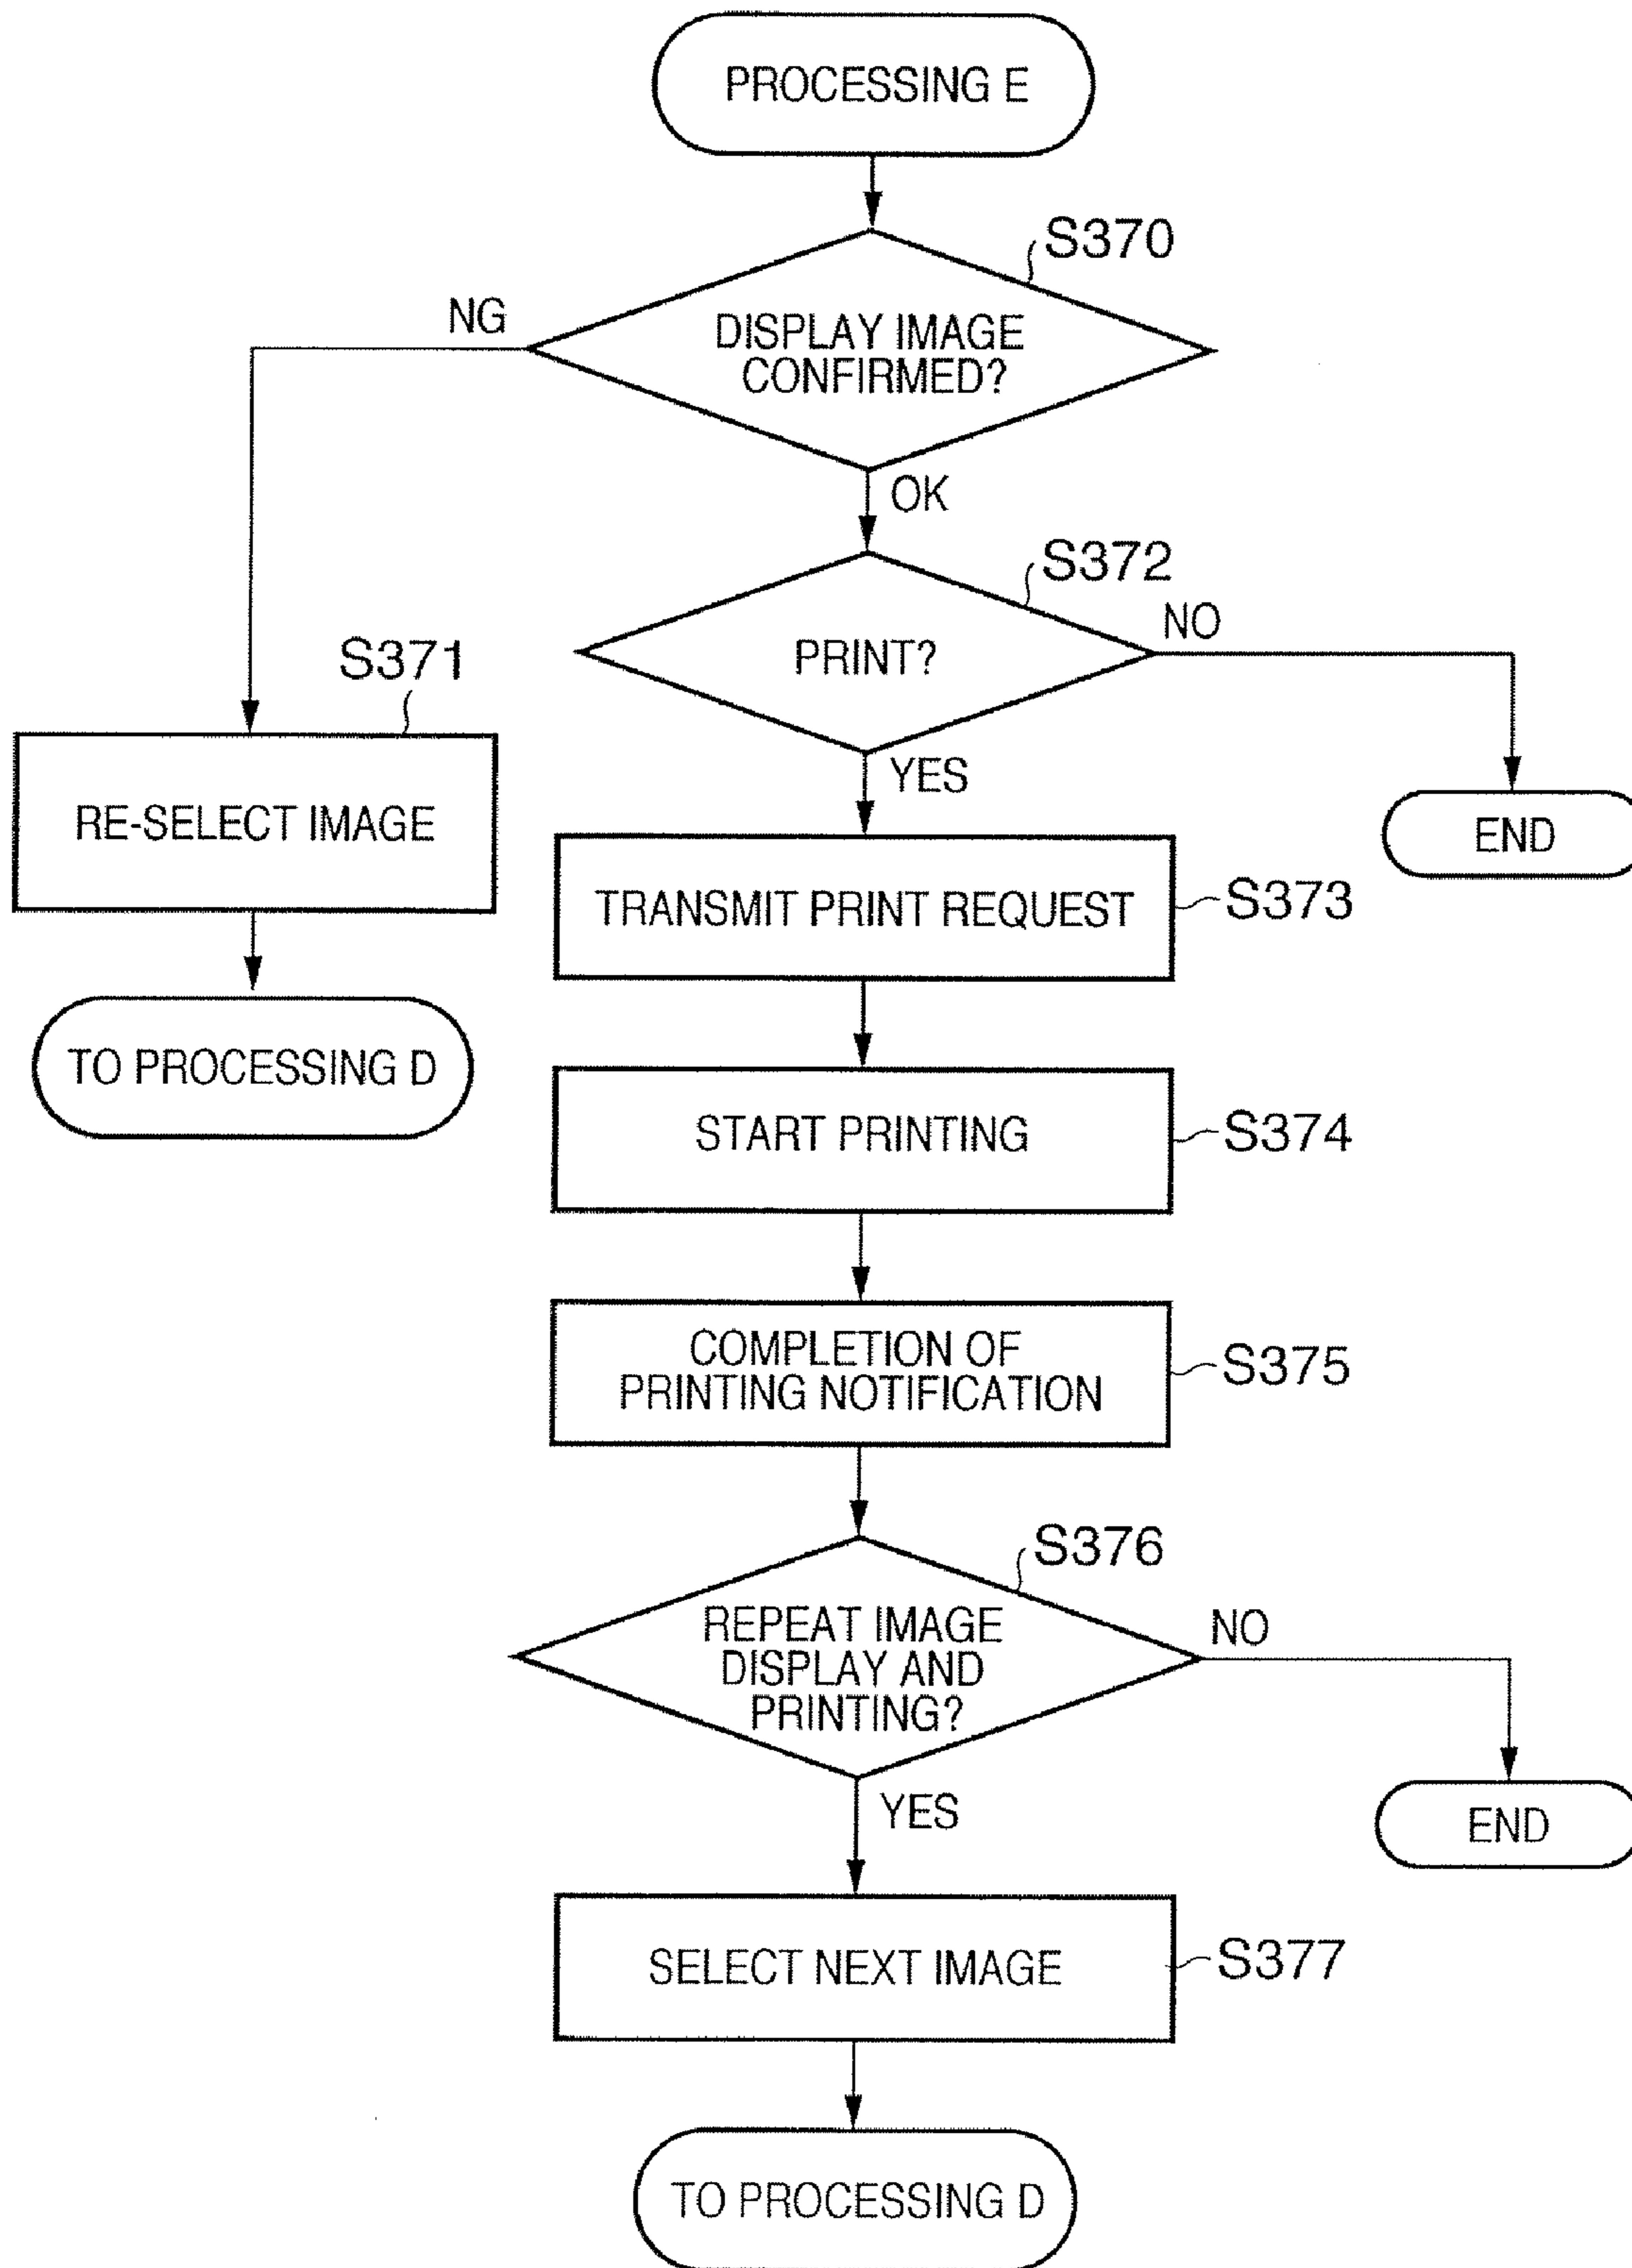 PROCESSING E
S370
NG
DISPLAY IMAGE
CONFIRMED?
OK
S372
NO
PRINT?
S371
YES
RE-SELECT IMAGE
END
TRANSMIT PRINT REQUEST
S373
TO PROCESSING D
START PRINTING
S374
COMPLETION OF
PRINTING NOTIFICATION
S375
S376
REPEAT IMAGE
DISPLAY AND
PRINTING?
NO
YES
END
SELECT NEXT IMAGE
S377
TO PROCESSING D